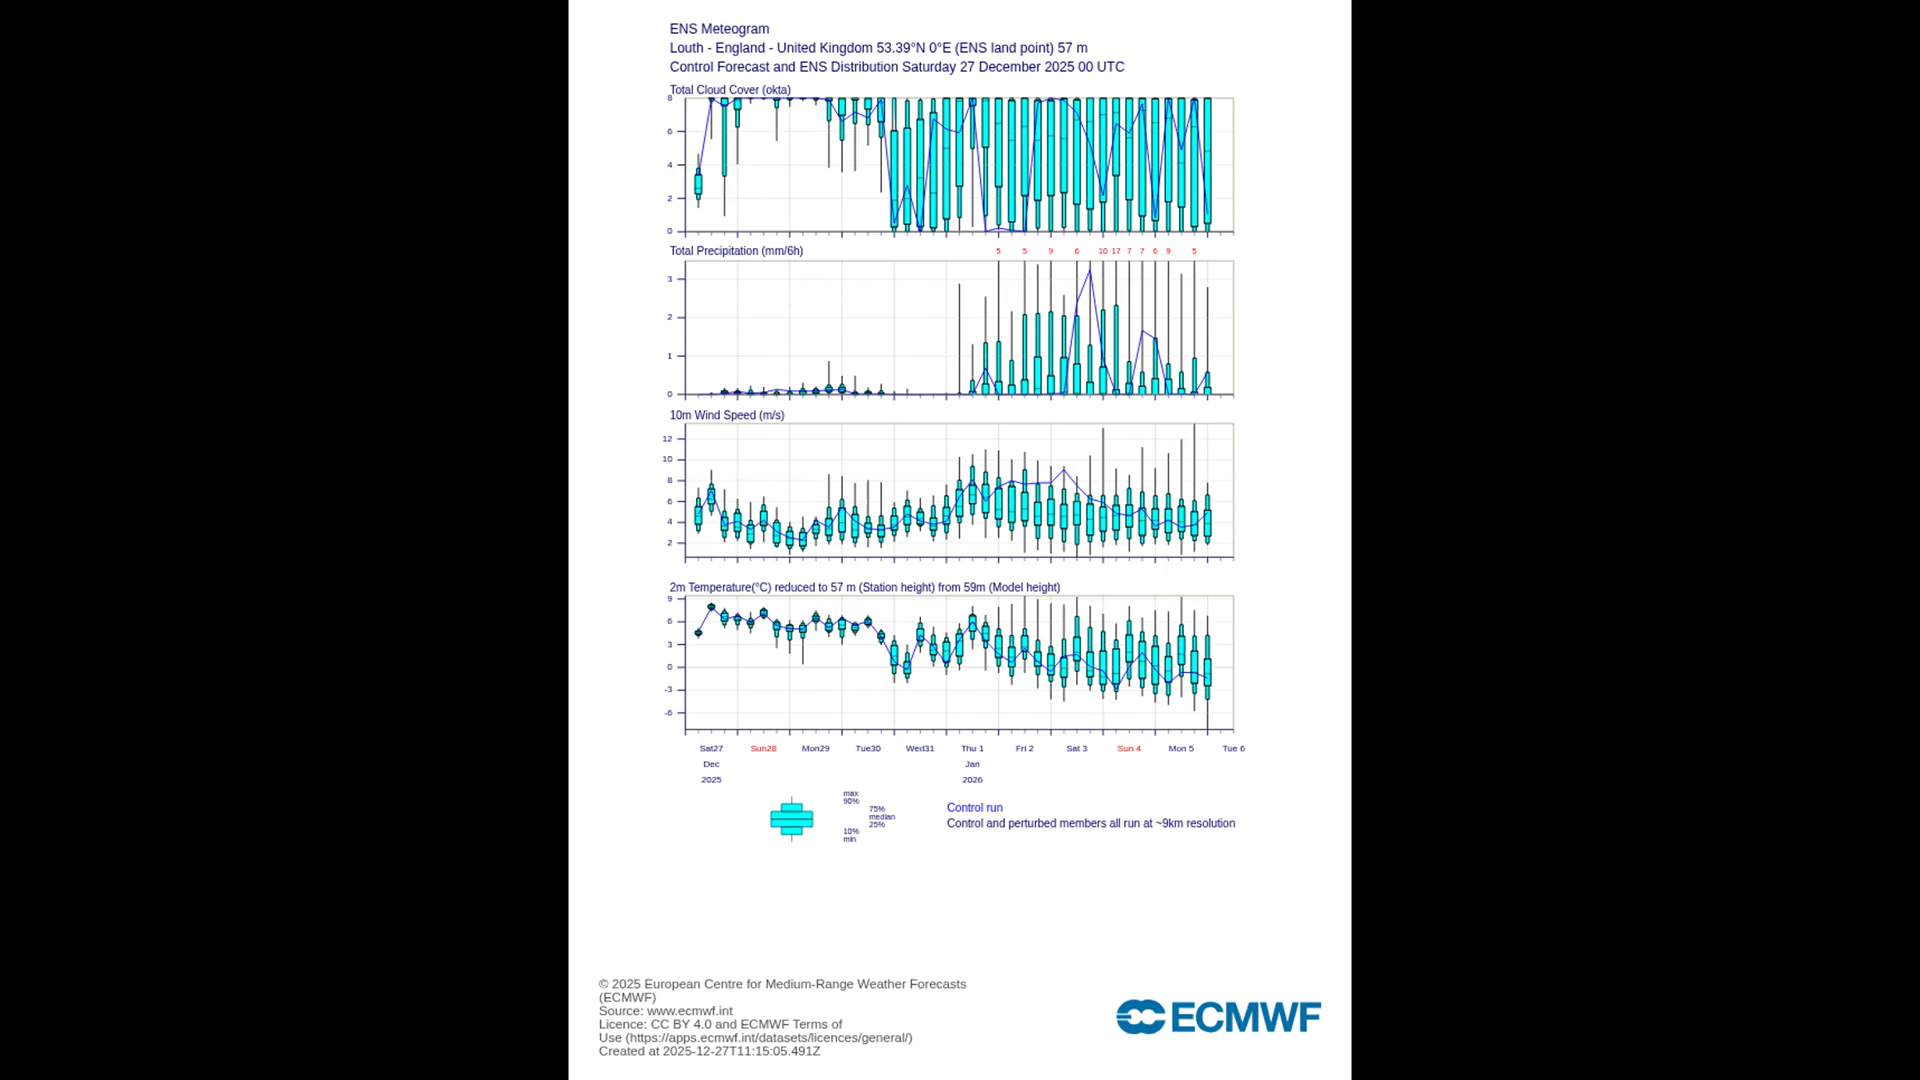 ENS Meteogram
Louth - England - United Kingdom 53.39°N 0°E (ENS land point) 57 m
Control Forecast and ENS Distribution Saturday 27 December 2025 00 UTC
Total Cloud Cover (okta)
8
6
4
2
0
Total Precipitation (mm/6h)
5 5 9 6 10 17 7 7 6 9 5
3
2
1
0
10m Wind Speed (m/s)
12
10
8
6
4
2
2m Temperature(°C) reduced to 57 m (Station height) from 59m (Model height)
9
6
3
0
-3
-6
Sat27 Sun28 Mon29 Tue30 Wed31 Thu 1 Fri 2 Sat 3 Sun 4 Mon 5 Tue 6
Dec Jan
2025 2026
max
90%
75%
median
25%
10%
min
Control run
Control and perturbed members all run at ~9km resolution
© 2025 European Centre for Medium-Range Weather Forecasts
(ECMWF)
Source: www.ecmwf.int
Licence: CC BY 4.0 and ECMWF Terms of
Use (https://apps.ecmwf.int/datasets/licences/general/)
Created at 2025-12-27T11:15:05.491Z
ECMWF